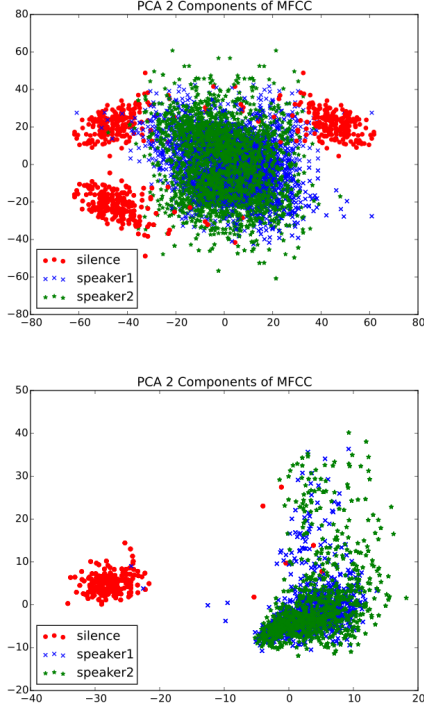 PCA 2 Components of MFCC
80
60
40
20
0
−20
−40
−60
−80
silence
speaker1
speaker2
−80 −60 −40 −20 0 20 40 60 80
PCA 2 Components of MFCC
50
40
30
20
10
0
−10
−20
silence
speaker1
speaker2
−40 −30 −20 −10 0 10 20